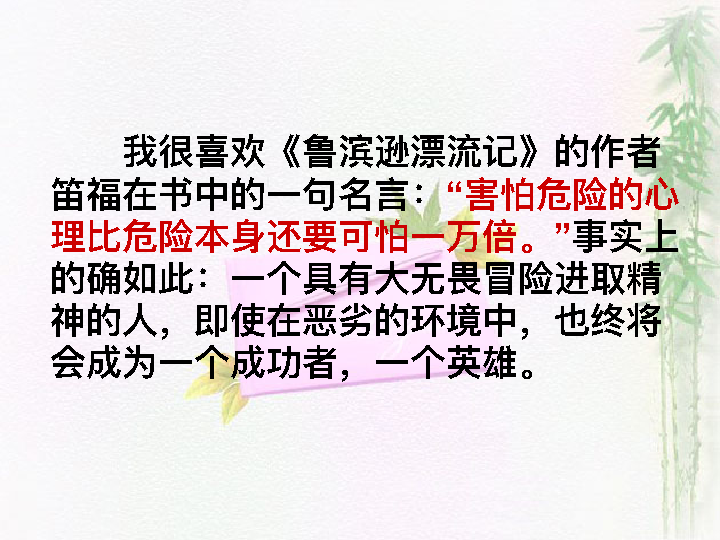 我很喜欢《鲁滨逊漂流记》的作者
笛福在书中的一句名言：“害怕危险的心
理比危险本身还要可怕一万倍。”事实上
的确如此：一个具有大无畏冒险进取精
神的人，即使在恶劣的环境中，也终将
会成为一个成功者，一个英雄。